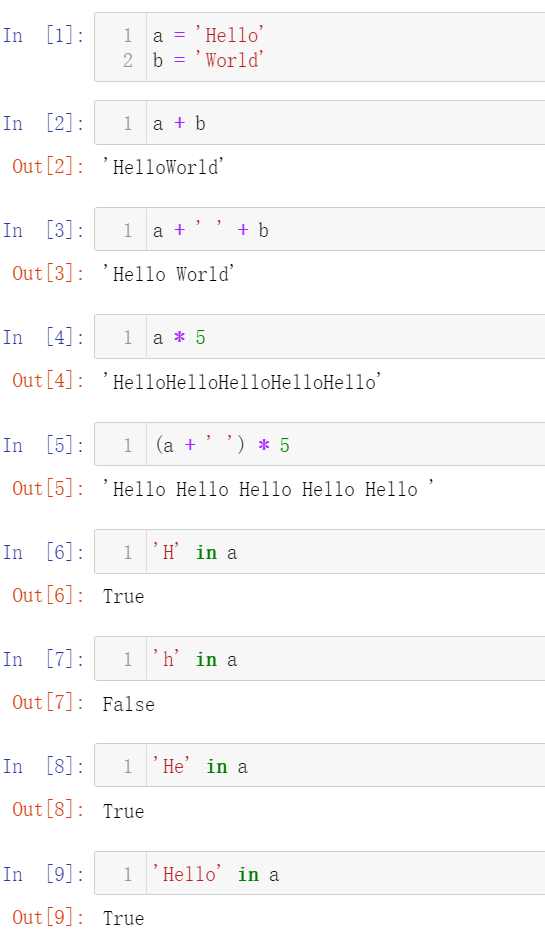 In [1]: 1 a = 'Hello'
2 b = 'World'
In [2]: 1 a + b
Out[2]: 'HelloWorld'
In [3]: 1 a + ' ' + b
Out[3]: 'Hello World'
In [4]: 1 a * 5
Out[4]: 'HelloHelloHelloHelloHello'
In [5]: 1 (a + ' ') * 5
Out[5]: 'Hello Hello Hello Hello Hello '
In [6]: 1 'H' in a
Out[6]: True
In [7]: 1 'h' in a
Out[7]: False
In [8]: 1 'He' in a
Out[8]: True
In [9]: 1 'Hello' in a
Out[9]: True